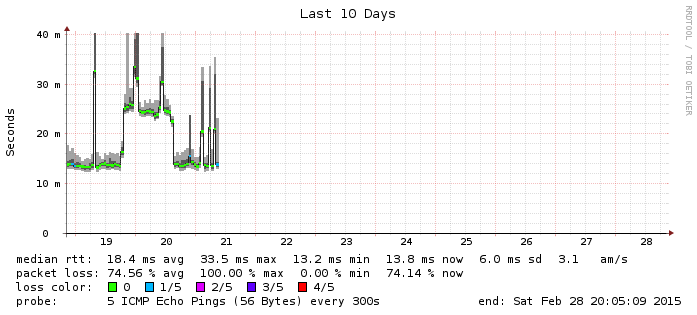 Last 10 Days
RRDTOOL / TOBI OETIKER
Seconds
40 m
30 m
20 m
10 m
0
19 20 21 22 23 24 25 26 27 28
median rtt: 18.4 ms avg 33.5 ms max 13.2 ms min 13.8 ms now 6.0 ms sd 3.1 am/s
packet loss: 74.56 % avg 100.00 % max 0.00 % min 74.14 % now
loss color: 0 1/5 2/5 3/5 4/5
probe: 5 ICMP Echo Pings (56 Bytes) every 300s end: Sat Feb 28 20:05:09 2015